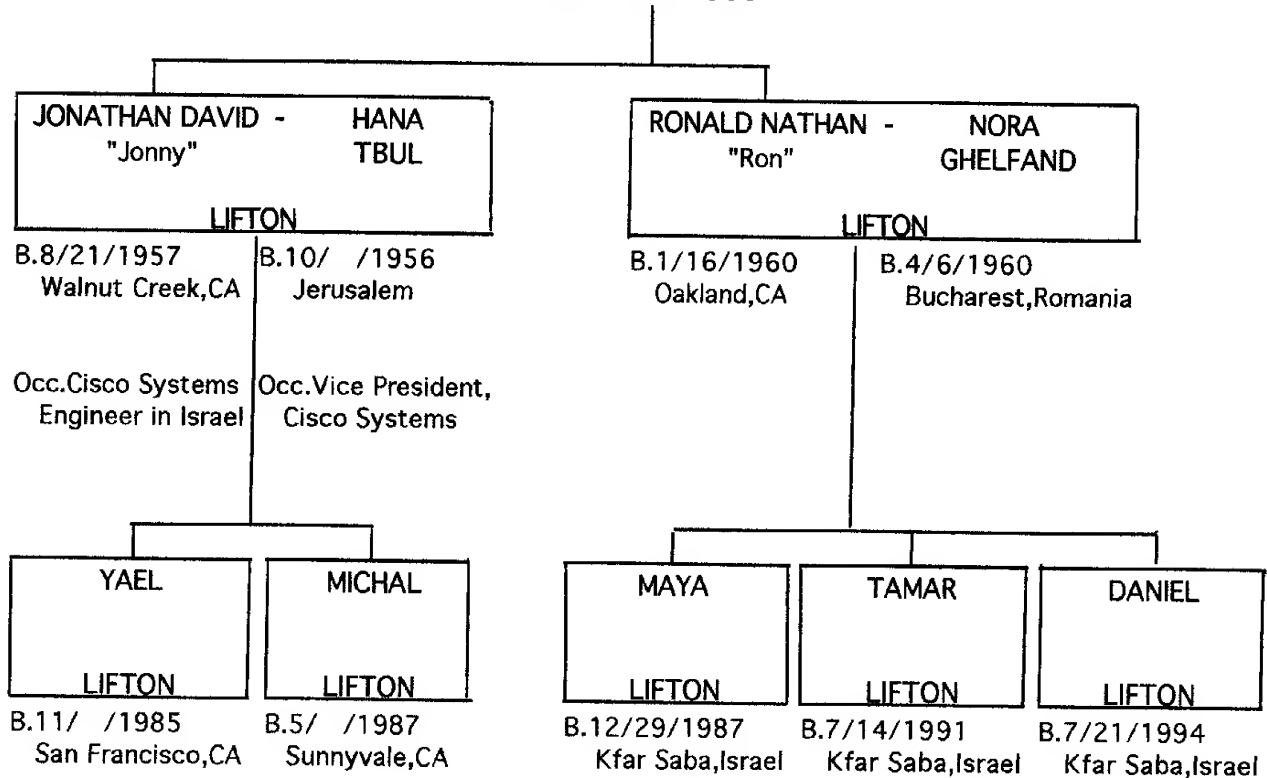 JONATHAN DAVID - HANA
"Jonny" TBUL
LIFTON
B.8/21/1957 B.10/ /1956
Walnut Creek,CA Jerusalem
Occ.Cisco Systems Occ.Vice President,
Engineer in Israel Cisco Systems
RONALD NATHAN - NORA
"Ron" GHELFAND
LIFTON
B.1/16/1960 B.4/6/1960
Oakland,CA Bucharest,Romania
YAEL
LIFTON
B.11/ /1985
San Francisco,CA
MICHAL
LIFTON
B.5/ /1987
Sunnyvale,CA
MAYA
LIFTON
B.12/29/1987
Kfar Saba,Israel
TAMAR
LIFTON
B.7/14/1991
Kfar Saba,Israel
DANIEL
LIFTON
B.7/21/1994
Kfar Saba,Israel